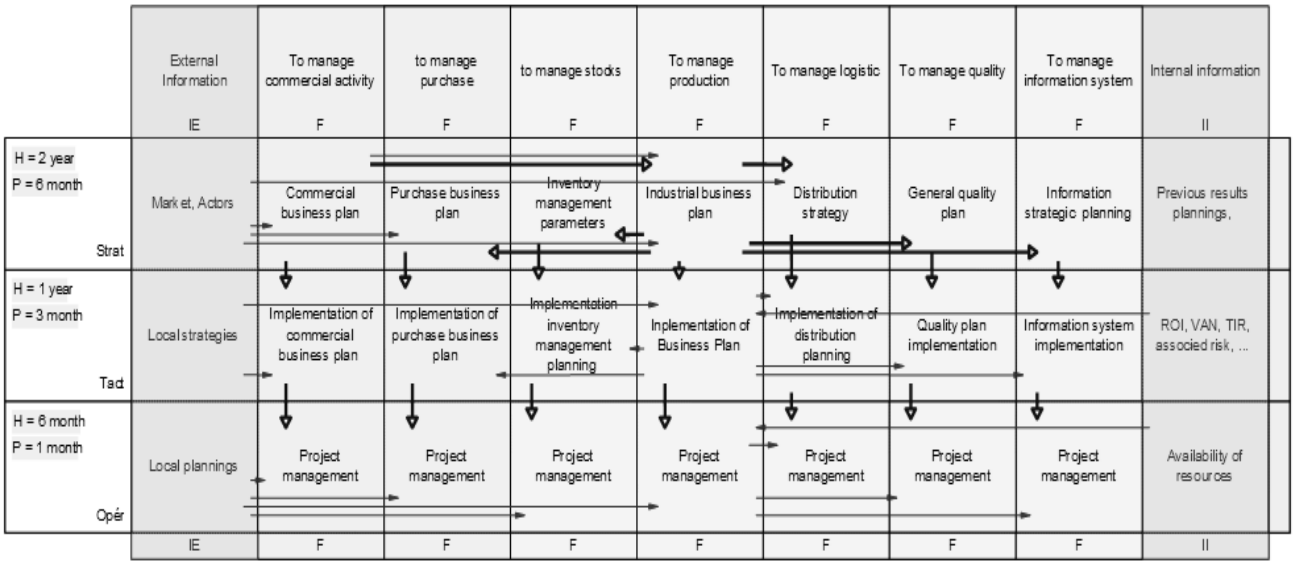 External
Information
To manage
commercial activity
to manage
purchase
to manage stocks
To manage
production
To manage logistic
To manage quality
To manage
information system
Internal information
IE
F
F
F
F
F
F
F
II
H = 2 year
P = 6 month
Strat
Market, Actors
Commercial
business plan
Purchase business
plan
Inventory
management
parameters
Industrial business
plan
Distribution
strategy
General quality
plan
Information
strategic planning
Previous results
plannings,
H = 1 year
P = 3 month
Tact
Local strategies
Implementation of
commercial
business plan
Implementation of
purchase business
plan
Implementation
inventory
management
planning
Inplementation of
Business Plan
Implementation of
distribution
planning
Quality plan
implementation
Information system
implementation
ROI, VAN, TIR,
associed risk, ...
H = 6 month
P = 1 month
Opér
Local plannings
Project
management
Project
management
Project
management
Project
management
Project
management
Project
management
Project
management
Availability of
resources
IE
F
F
F
F
F
F
F
II